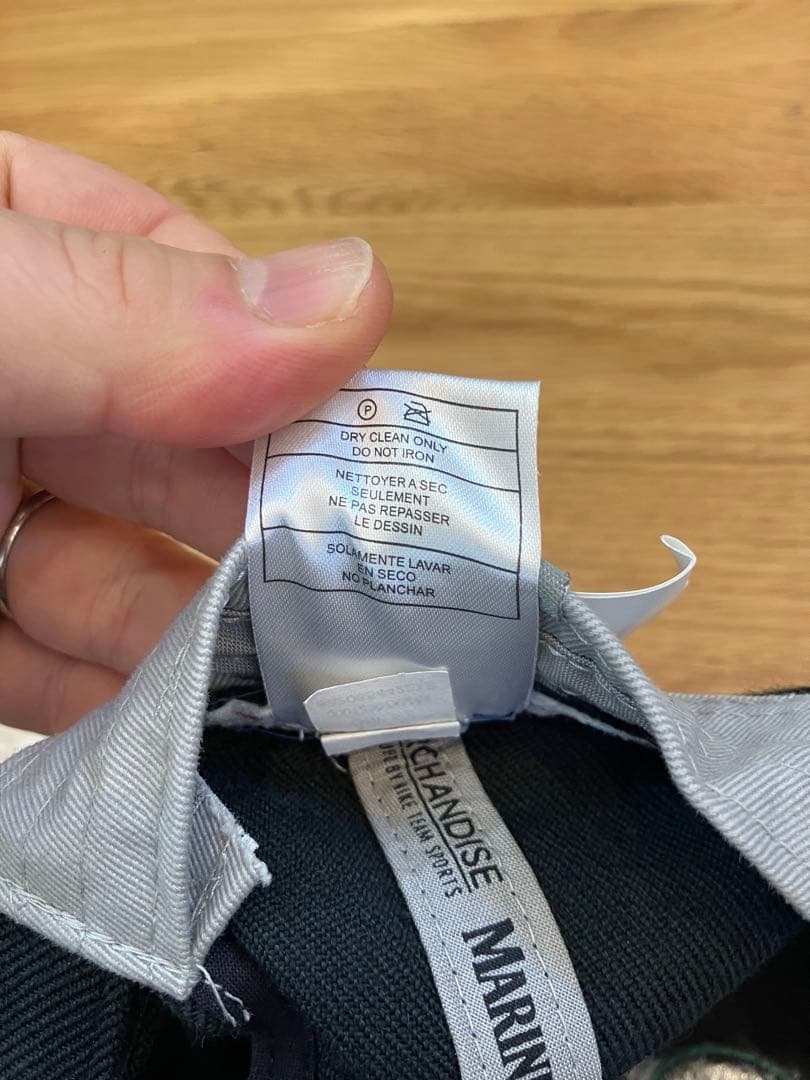 P
DRY CLEAN ONLY
DO NOT IRON
NETTOYER A SEC
SEULEMENT
NE PAS REPASSER
LE DESSIN
SOLAMENTE LAVAR
EN SECO
NO PLANCHAR
RCHANDISE
BY NIKE TEAM SPORTS
MARIN